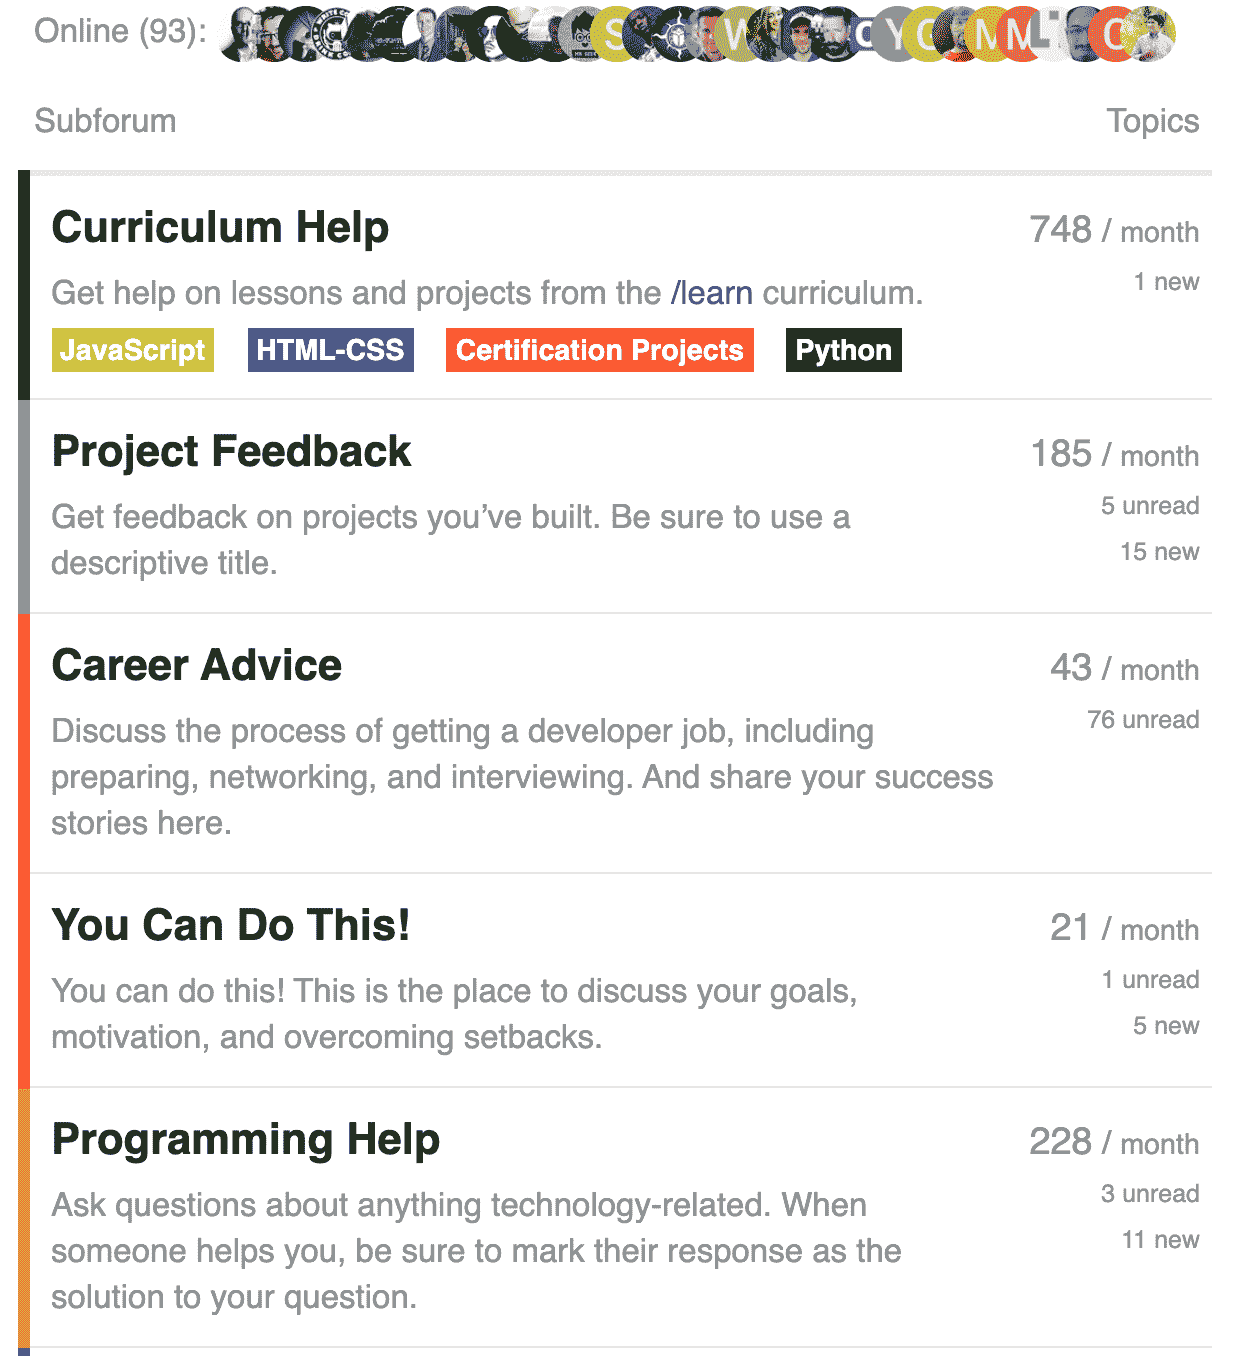 Online (93):
S W Y C M M L C
Subforum Topics
Curriculum Help 748 / month
Get help on lessons and projects from the /learn curriculum. 1 new
JavaScript HTML-CSS Certification Projects Python
Project Feedback 185 / month
Get feedback on projects you’ve built. Be sure to use a 5 unread
descriptive title. 15 new
Career Advice 43 / month
Discuss the process of getting a developer job, including 76 unread
preparing, networking, and interviewing. And share your success
stories here.
You Can Do This! 21 / month
You can do this! This is the place to discuss your goals, 1 unread
motivation, and overcoming setbacks. 5 new
Programming Help 228 / month
Ask questions about anything technology-related. When 3 unread
someone helps you, be sure to mark their response as the 11 new
solution to your question.